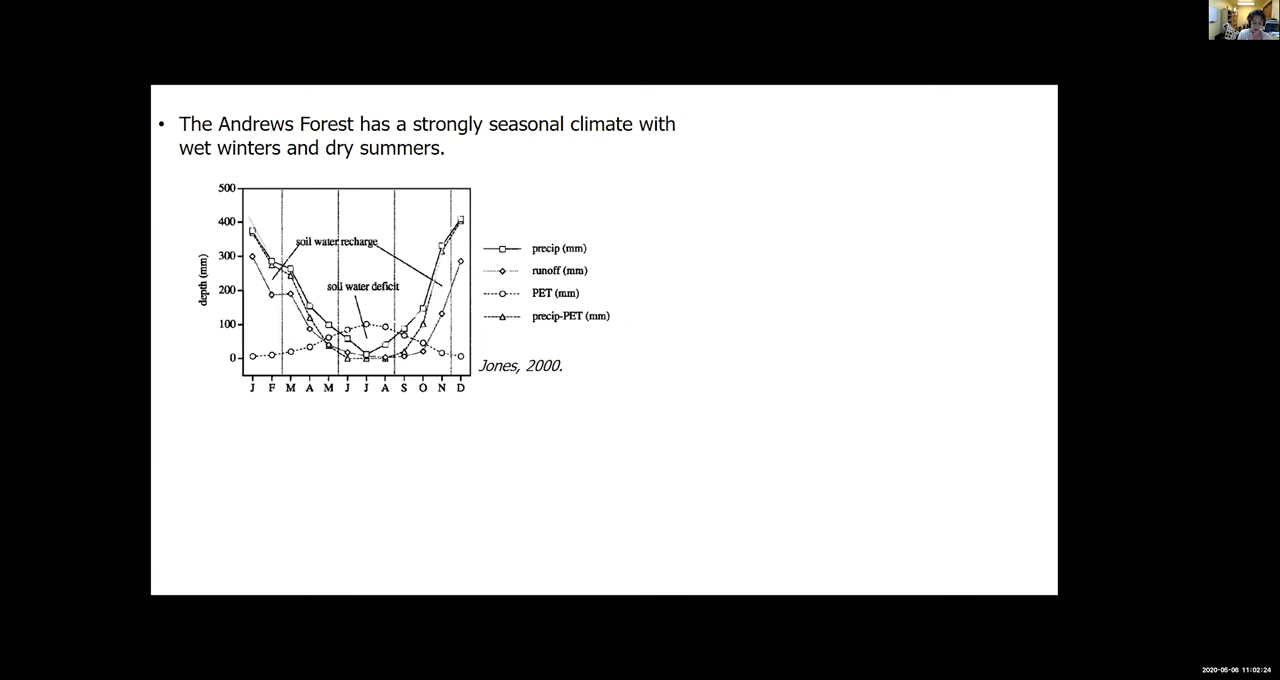 • The Andrews Forest has a strongly seasonal climate with
wet winters and dry summers.
500
400
300
200
100
0
depth (mm)
soil water recharge
soil water deficit
J F M A M J J A S O N D
precip (mm)
runoff (mm)
PET (mm)
precip-PET (mm)
Jones, 2000.
2020-05-06 11:02:24